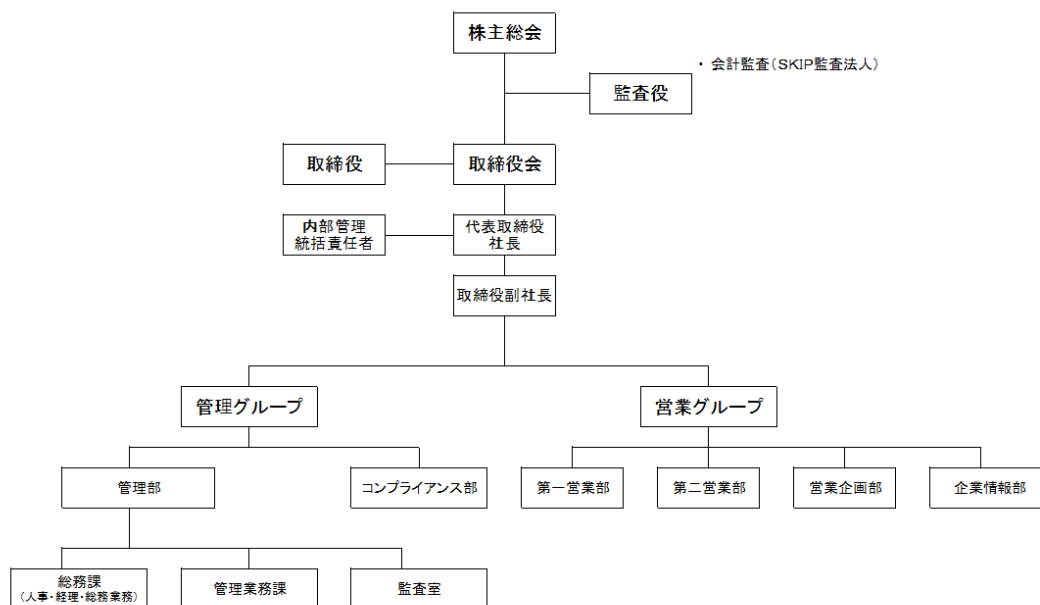 株主総会
・ 会計監査(SKIP監査法人)
監査役
取締役
取締役会
内部管理
統括責任者
代表取締役
社長
取締役副社長
管理グループ
営業グループ
管理部
コンプライアンス部
第一営業部
第二営業部
営業企画部
企業情報部
総務課
(人事・経理・総務業務)
管理業務課
監査室